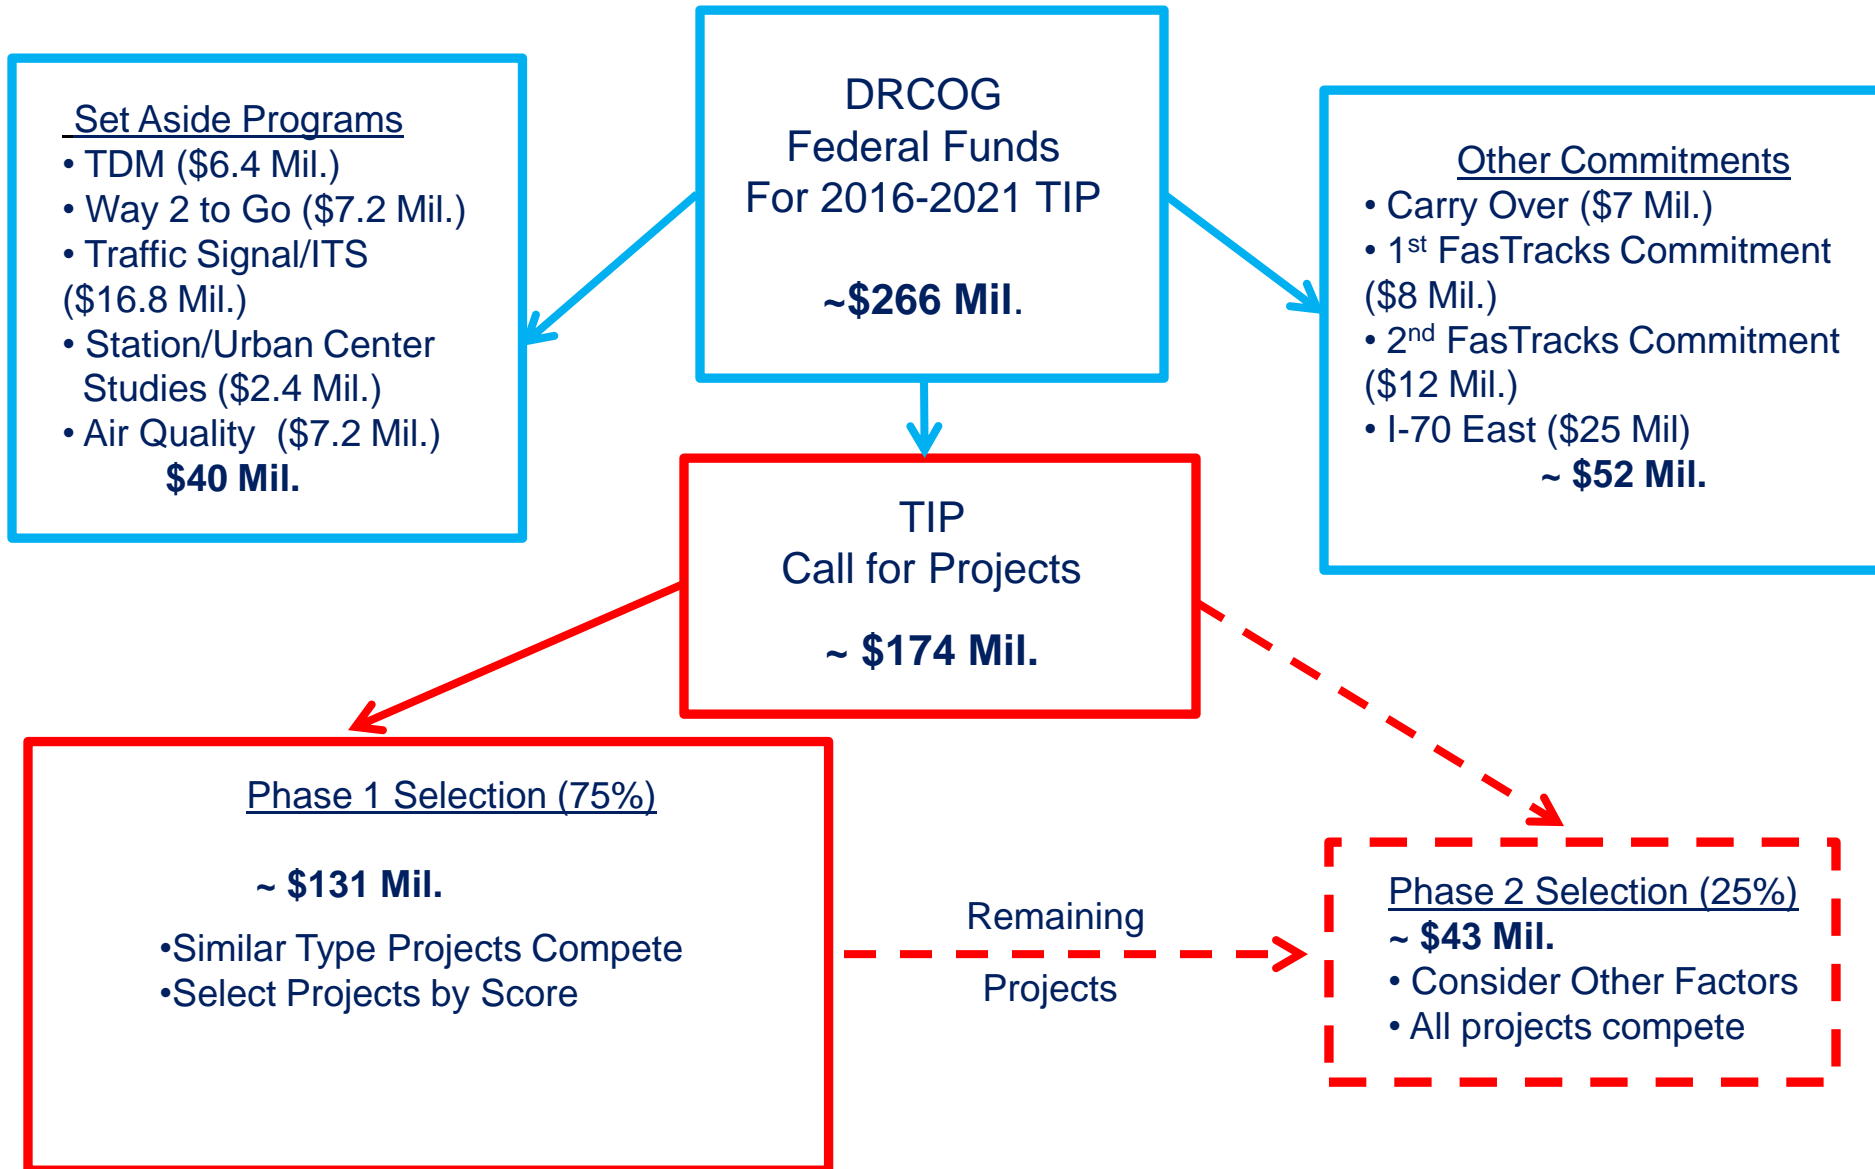 Set Aside Programs
• TDM ($6.4 Mil.)
• Way 2 to Go ($7.2 Mil.)
• Traffic Signal/ITS
($16.8 Mil.)
• Station/Urban Center
Studies ($2.4 Mil.)
• Air Quality ($7.2 Mil.)
$40 Mil.
DRCOG
Federal Funds
For 2016-2021 TIP
~$266 Mil.
Other Commitments
• Carry Over ($7 Mil.)
• 1st FasTracks Commitment
($8 Mil.)
• 2nd FasTracks Commitment
($12 Mil.)
• I-70 East ($25 Mil)
~ $52 Mil.
TIP
Call for Projects
~ $174 Mil.
Phase 1 Selection (75%)
~ $131 Mil.
•Similar Type Projects Compete
•Select Projects by Score
Remaining
Projects
Phase 2 Selection (25%)
~ $43 Mil.
• Consider Other Factors
• All projects compete